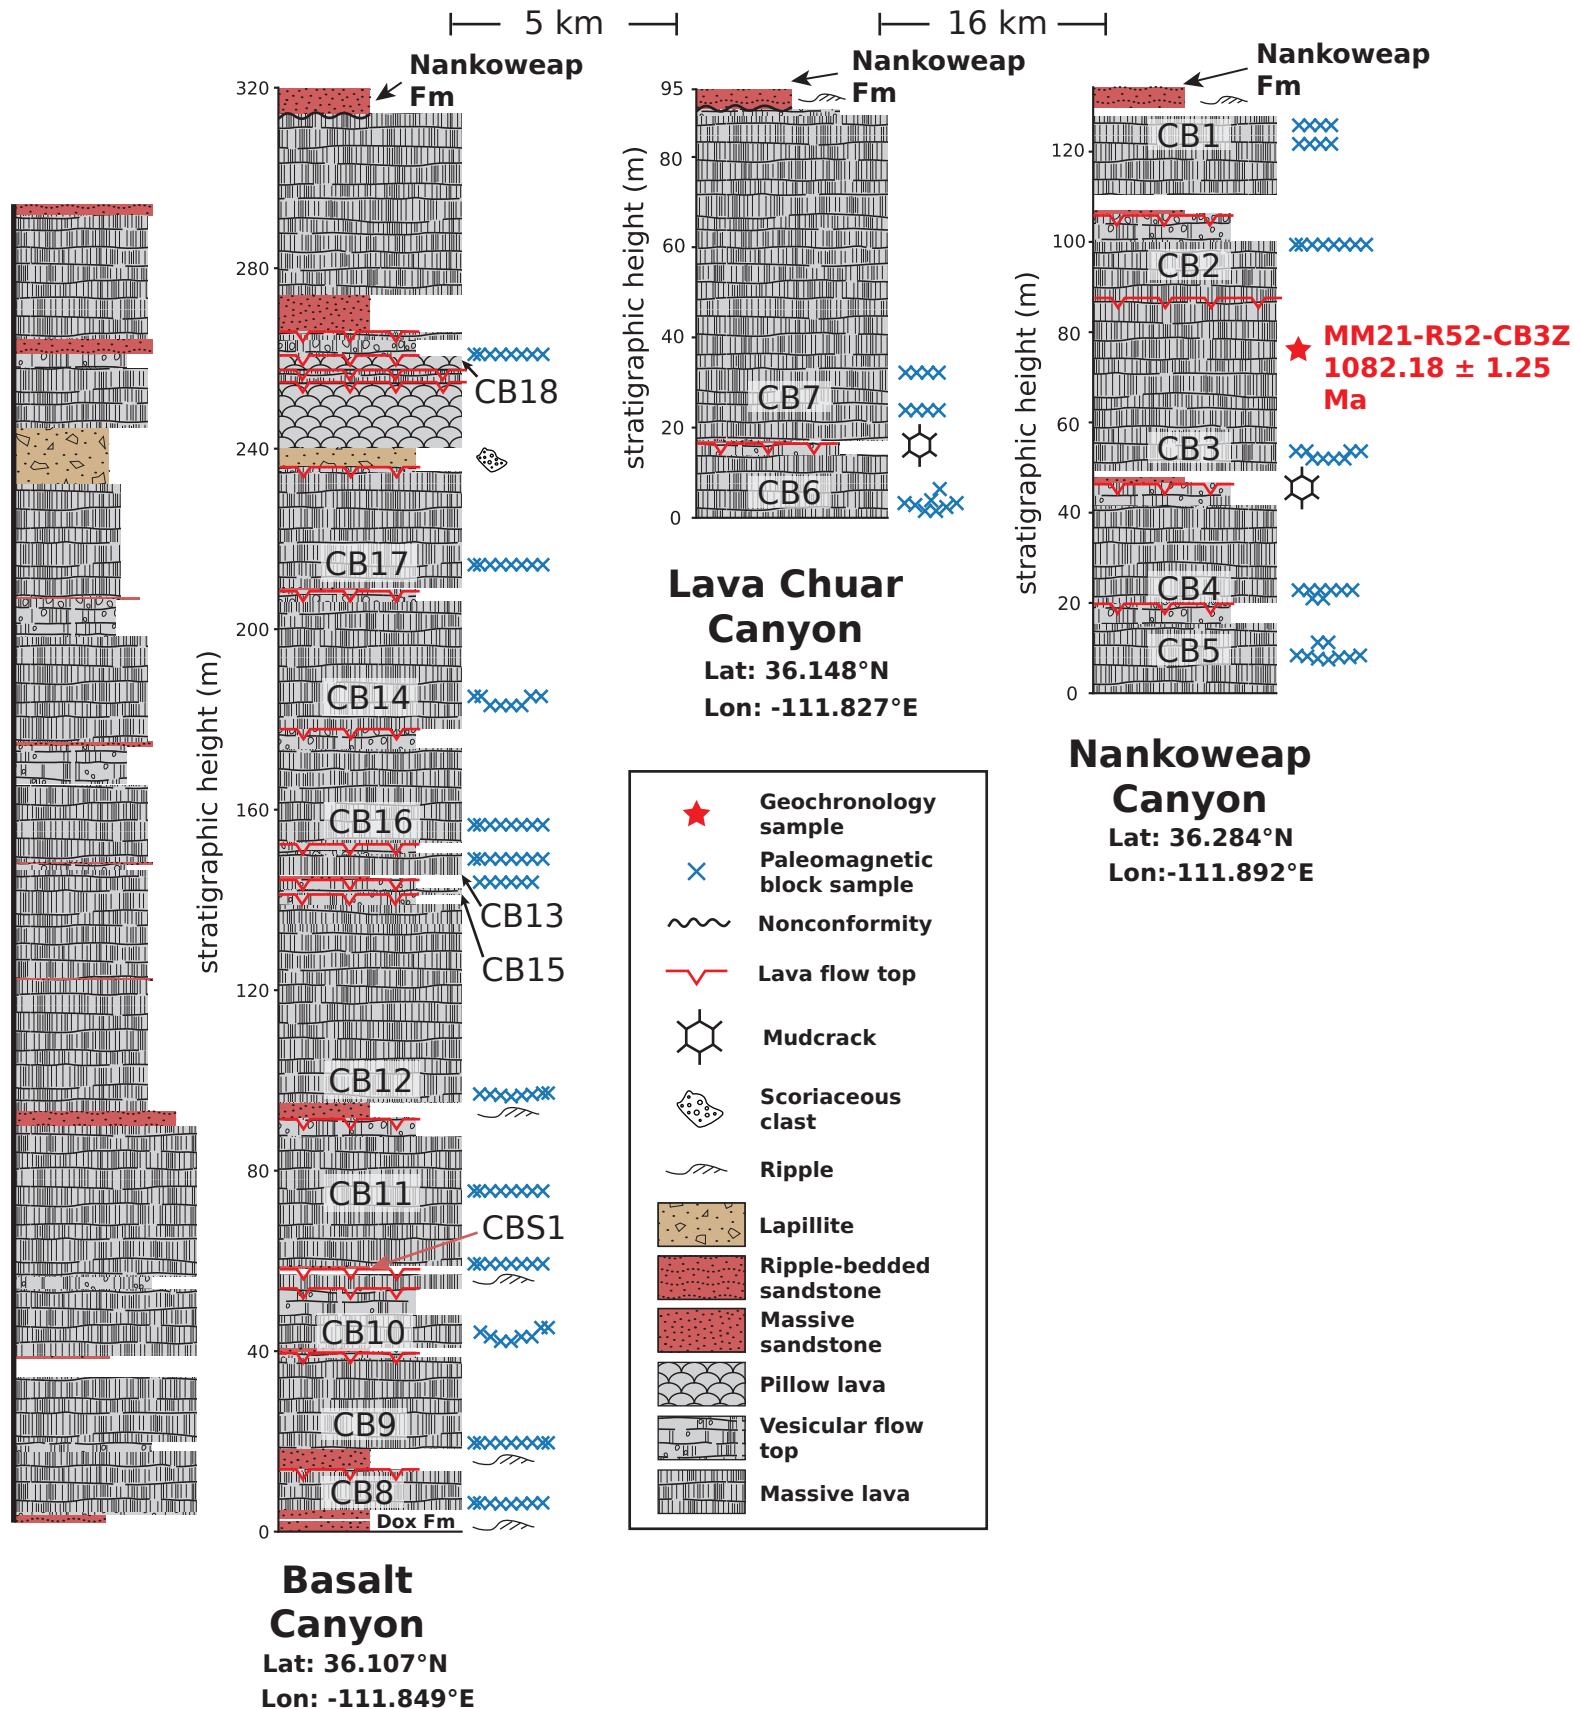 5 km
16 km
Nankoweap
Fm
Nankoweap
Fm
Nankoweap
Fm
stratigraphic height (m)
320
280
240
200
160
120
80
40
0
CB18
CB17
CB14
CB16
CB13
CB15
CB12
CB11
CBS1
CB10
CB9
CB8
Dox Fm
Basalt
Canyon
Lat: 36.107°N
Lon: -111.849°E
stratigraphic height (m)
95
80
60
40
20
0
CB7
CB6
Lava Chuar
Canyon
Lat: 36.148°N
Lon: -111.827°E
stratigraphic height (m)
120
100
80
60
40
20
0
CB1
CB2
CB3
CB4
CB5
MM21-R52-CB3Z
1082.18 ± 1.25
Ma
Nankoweap
Canyon
Lat: 36.284°N
Lon:-111.892°E
Geochronology
sample
Paleomagnetic
block sample
Nonconformity
Lava flow top
Mudcrack
Scoriaceous
clast
Ripple
Lapillite
Ripple-bedded
sandstone
Massive
sandstone
Pillow lava
Vesicular flow
top
Massive lava